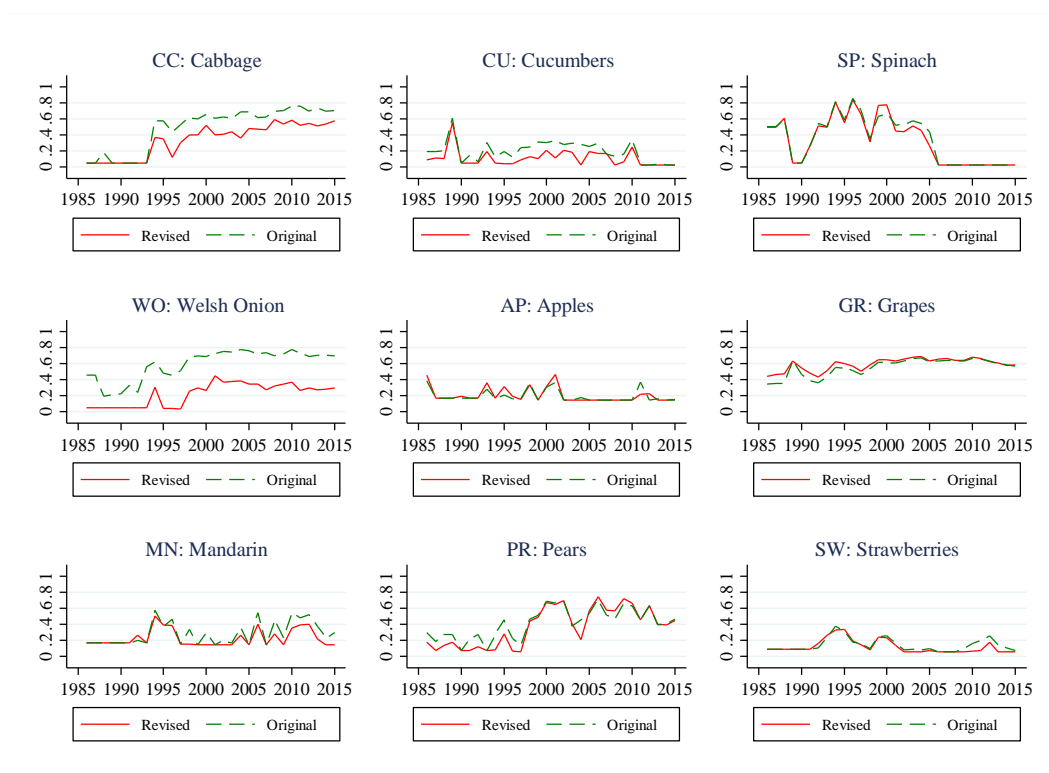 CC: Cabbage
0 .2 .4 .6 .8 1
1985 1990 1995 2000 2005 2010 2015
Revised Original
CU: Cucumbers
0 .2 .4 .6 .8 1
1985 1990 1995 2000 2005 2010 2015
Revised Original
SP: Spinach
0 .2 .4 .6 .8 1
1985 1990 1995 2000 2005 2010 2015
Revised Original
WO: Welsh Onion
0 .2 .4 .6 .8 1
1985 1990 1995 2000 2005 2010 2015
Revised Original
AP: Apples
0 .2 .4 .6 .8 1
1985 1990 1995 2000 2005 2010 2015
Revised Original
GR: Grapes
0 .2 .4 .6 .8 1
1985 1990 1995 2000 2005 2010 2015
Revised Original
MN: Mandarin
0 .2 .4 .6 .8 1
1985 1990 1995 2000 2005 2010 2015
Revised Original
PR: Pears
0 .2 .4 .6 .8 1
1985 1990 1995 2000 2005 2010 2015
Revised Original
SW: Strawberries
0 .2 .4 .6 .8 1
1985 1990 1995 2000 2005 2010 2015
Revised Original